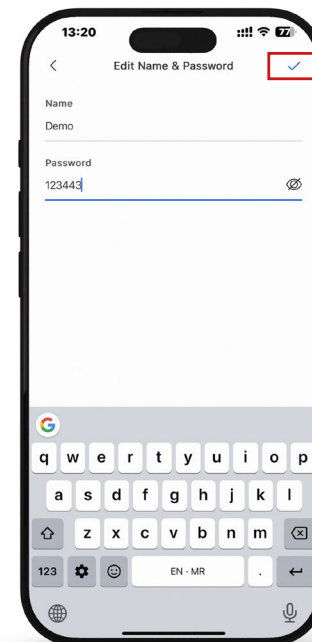 13:20
77
Edit Name & Password
Name
Demo
Password
123443
G
q w e r t y u i o p
a s d f g h j k l
z x c v b n m
123
EN · MR
.